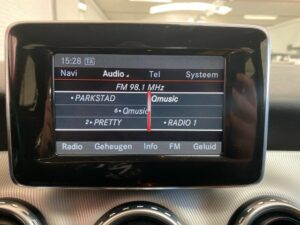 15:28 TA
Navi Audio Tel Systeem
FM 98.1 MHz
• PARKSTAD Qmusic
6• Qmusic
2• PRETTY • RADIO 1
Radio Geheugen Info FM Geluid